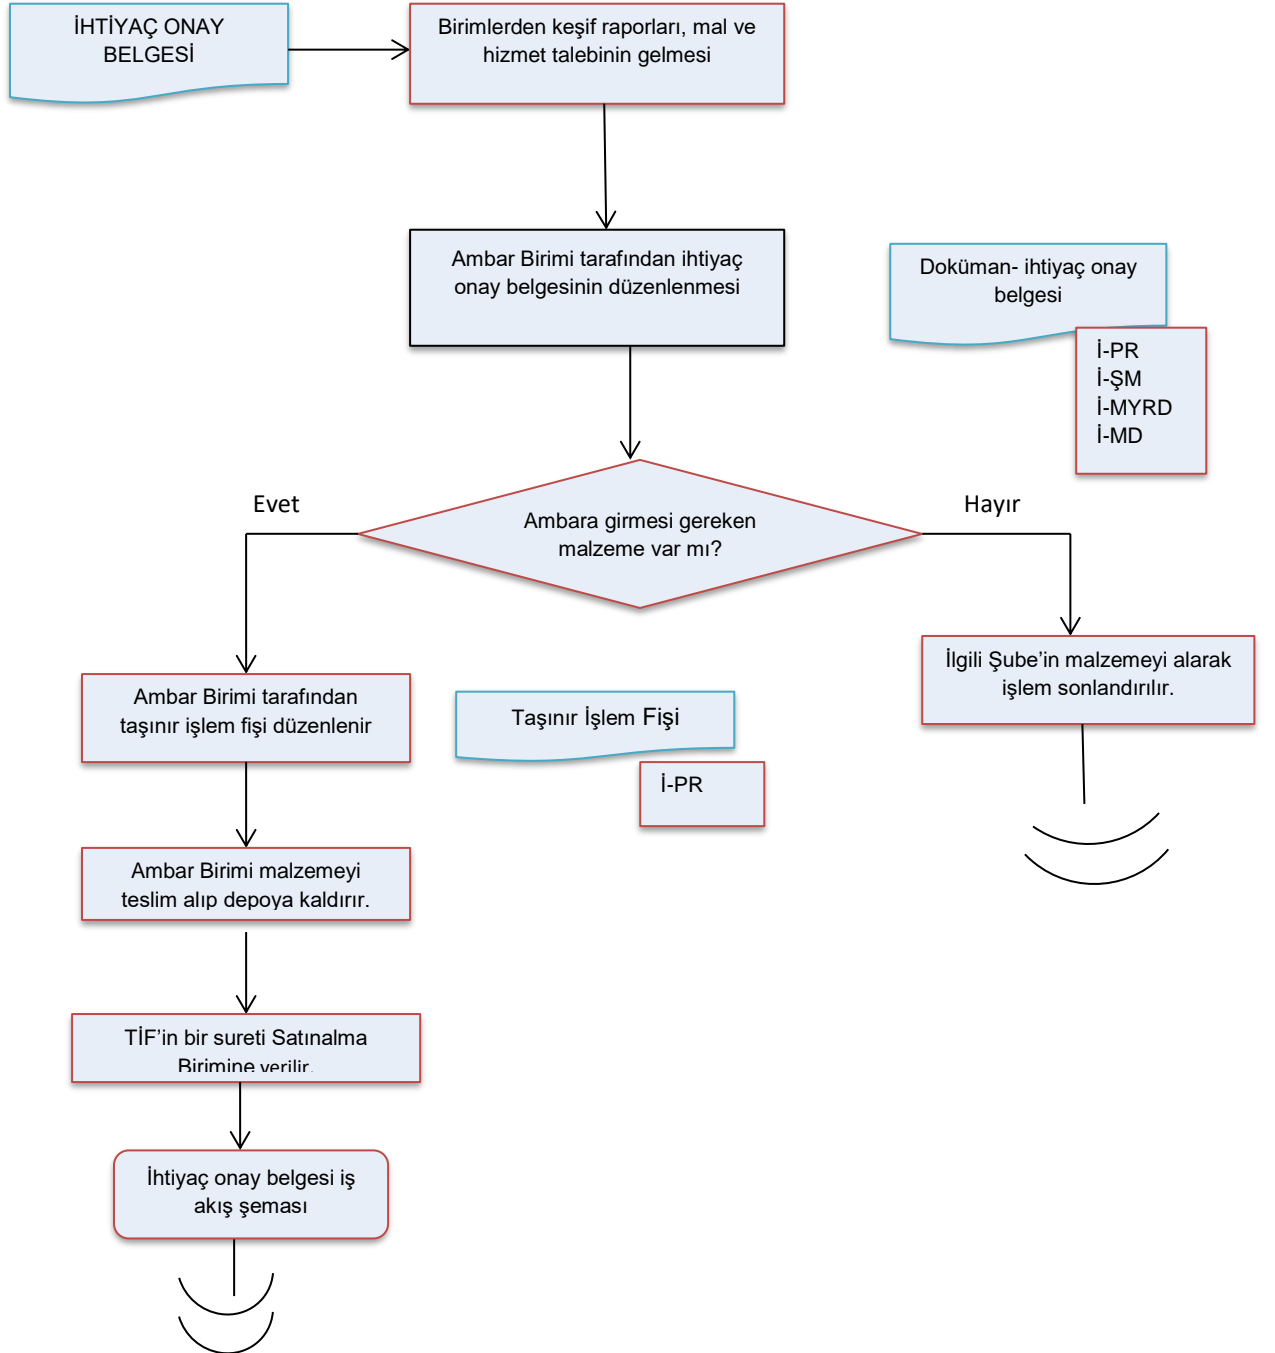 İHTİYAÇ ONAY
BELGESİ
Birimlerden keşif raporları, mal ve
hizmet talebinin gelmesi
Ambar Birimi tarafından ihtiyaç
onay belgesinin düzenlenmesi
Doküman- ihtiyaç onay
belgesi
İ-PR
İ-ŞM
İ-MYRD
İ-MD
Evet
Hayır
Ambara girmesi gereken
malzeme var mı?
İlgili Şube’in malzemeyi alarak
işlem sonlandırılır.
Ambar Birimi tarafından
taşınır işlem fişi düzenlenir
Taşınır İşlem Fişi
İ-PR
Ambar Birimi malzemeyi
teslim alıp depoya kaldırır.
TİF’in bir sureti Satınalma
Birimine verilir.
İhtiyaç onay belgesi iş
akış şeması